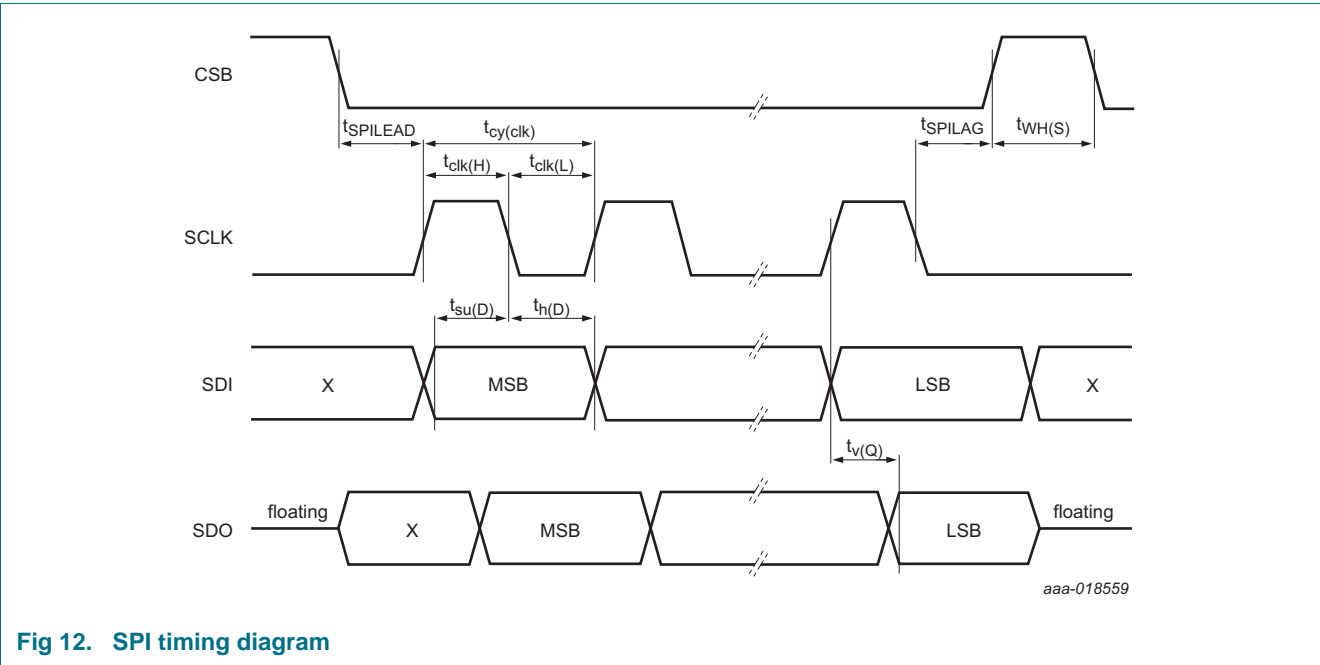 CSB
tSPILEAD
tcy(clk)
tSPILAG
tWH(S)
tclk(H)
tclk(L)
SCLK
tsu(D)
th(D)
SDI
X
MSB
LSB
X
tv(Q)
SDO
floating
X
MSB
LSB
floating
aaa-018559
Fig 12. SPI timing diagram